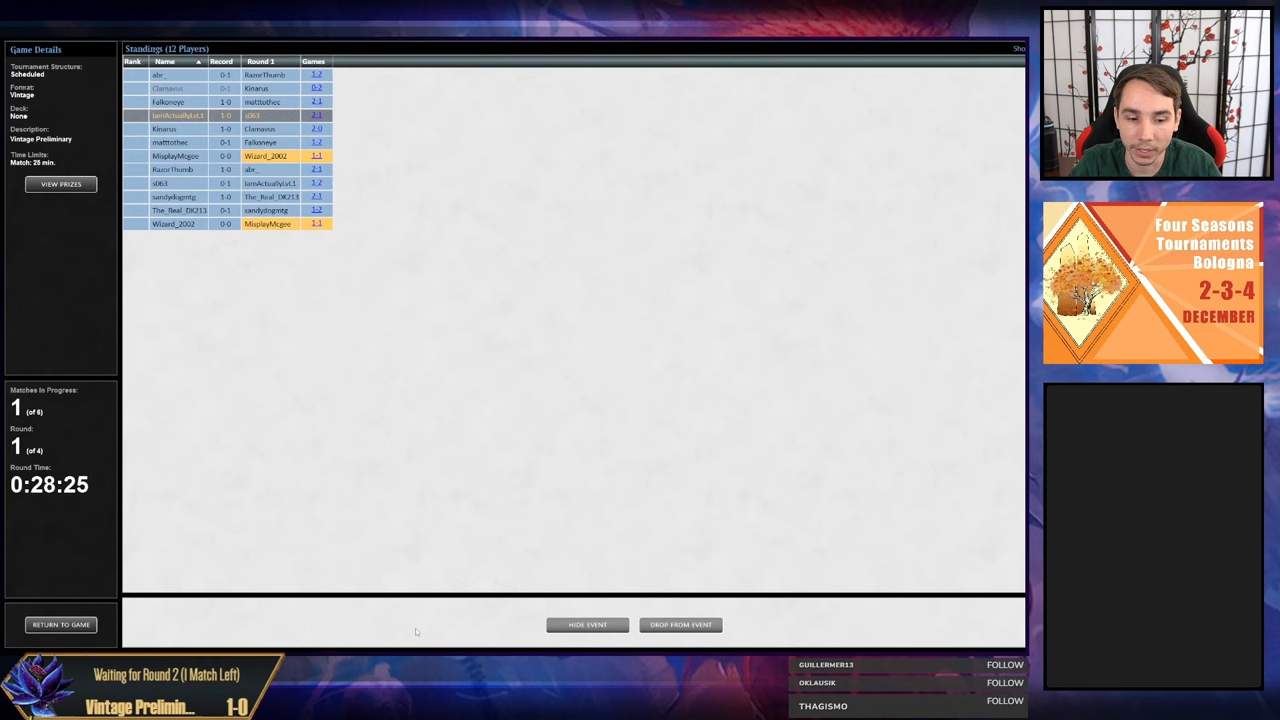 Game Details
Tournament Structure:
Scheduled
Format:
Vintage
Deck:
None
Description:
Vintage Preliminary
Time Limits:
Match: 25 min.
VIEW PRIZES
Matches In Progress:
1 (of 6)
Round:
1 (of 4)
Round Time:
0:28:25
RETURN TO GAME
Standings (12 Players)
Sho
Rank Name Record Round 1 Games
abr_ 0-1 RazorThumb 1-2
Clamavus 0-1 Kinarus 0-2
Falkoneye 1-0 matttothec 2-1
IamActuallyLvL1 1-0 s063 2-1
Kinarus 1-0 Clamavus 2-0
matttothec 0-1 Falkoneye 1-2
MisplayMcgee 0-0 Wizard_2002 1-1
RazorThumb 1-0 abr_ 2-1
s063 0-1 IamActuallyLvL1 1-2
sandydogmtg 1-0 The_Real_DK213 2-1
The_Real_DK213 0-1 sandydogmtg 1-2
Wizard_2002 0-0 MisplayMcgee 1-1
HIDE EVENT
DROP FROM EVENT
Four Seasons
Tournaments
Bologna
2-3-4
DECEMBER
Waiting for Round 2 (1 Match Left)
Vintage Prelimin... 1-0
GUILLERMER13 FOLLOW
OKLAUSIK FOLLOW
THAGISMO FOLLOW